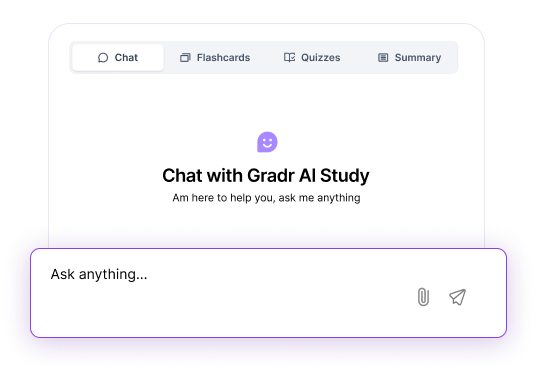 Chat Flashcards Quizzes Summary
Chat with Gradr AI Study
Am here to help you, ask me anything
Ask anything...